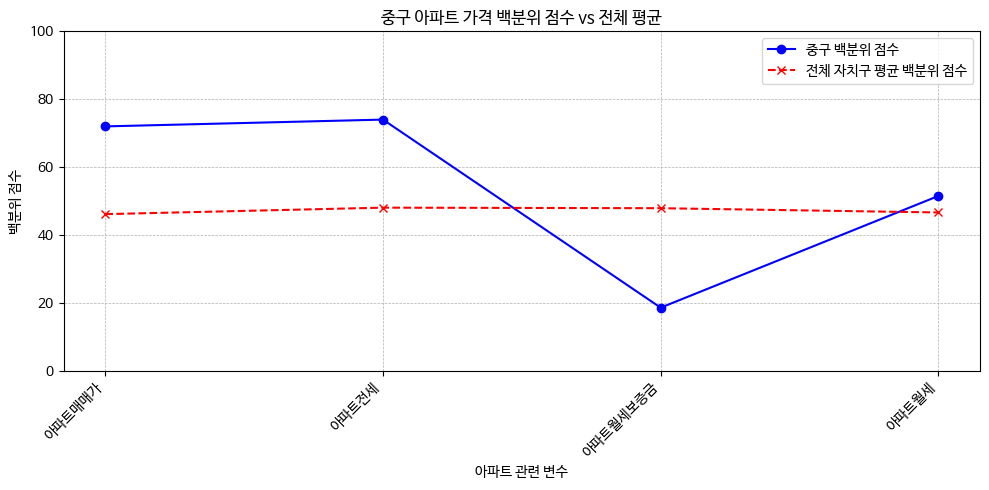 중구 아파트 가격 백분위 점수 vs 전체 평균
중구 백분위 점수
전체 자치구 평균 백분위 점수
백분위 점수
100
80
60
40
20
0
아파트매매가
아파트전세
아파트월세보증금
아파트월세
아파트 관련 변수